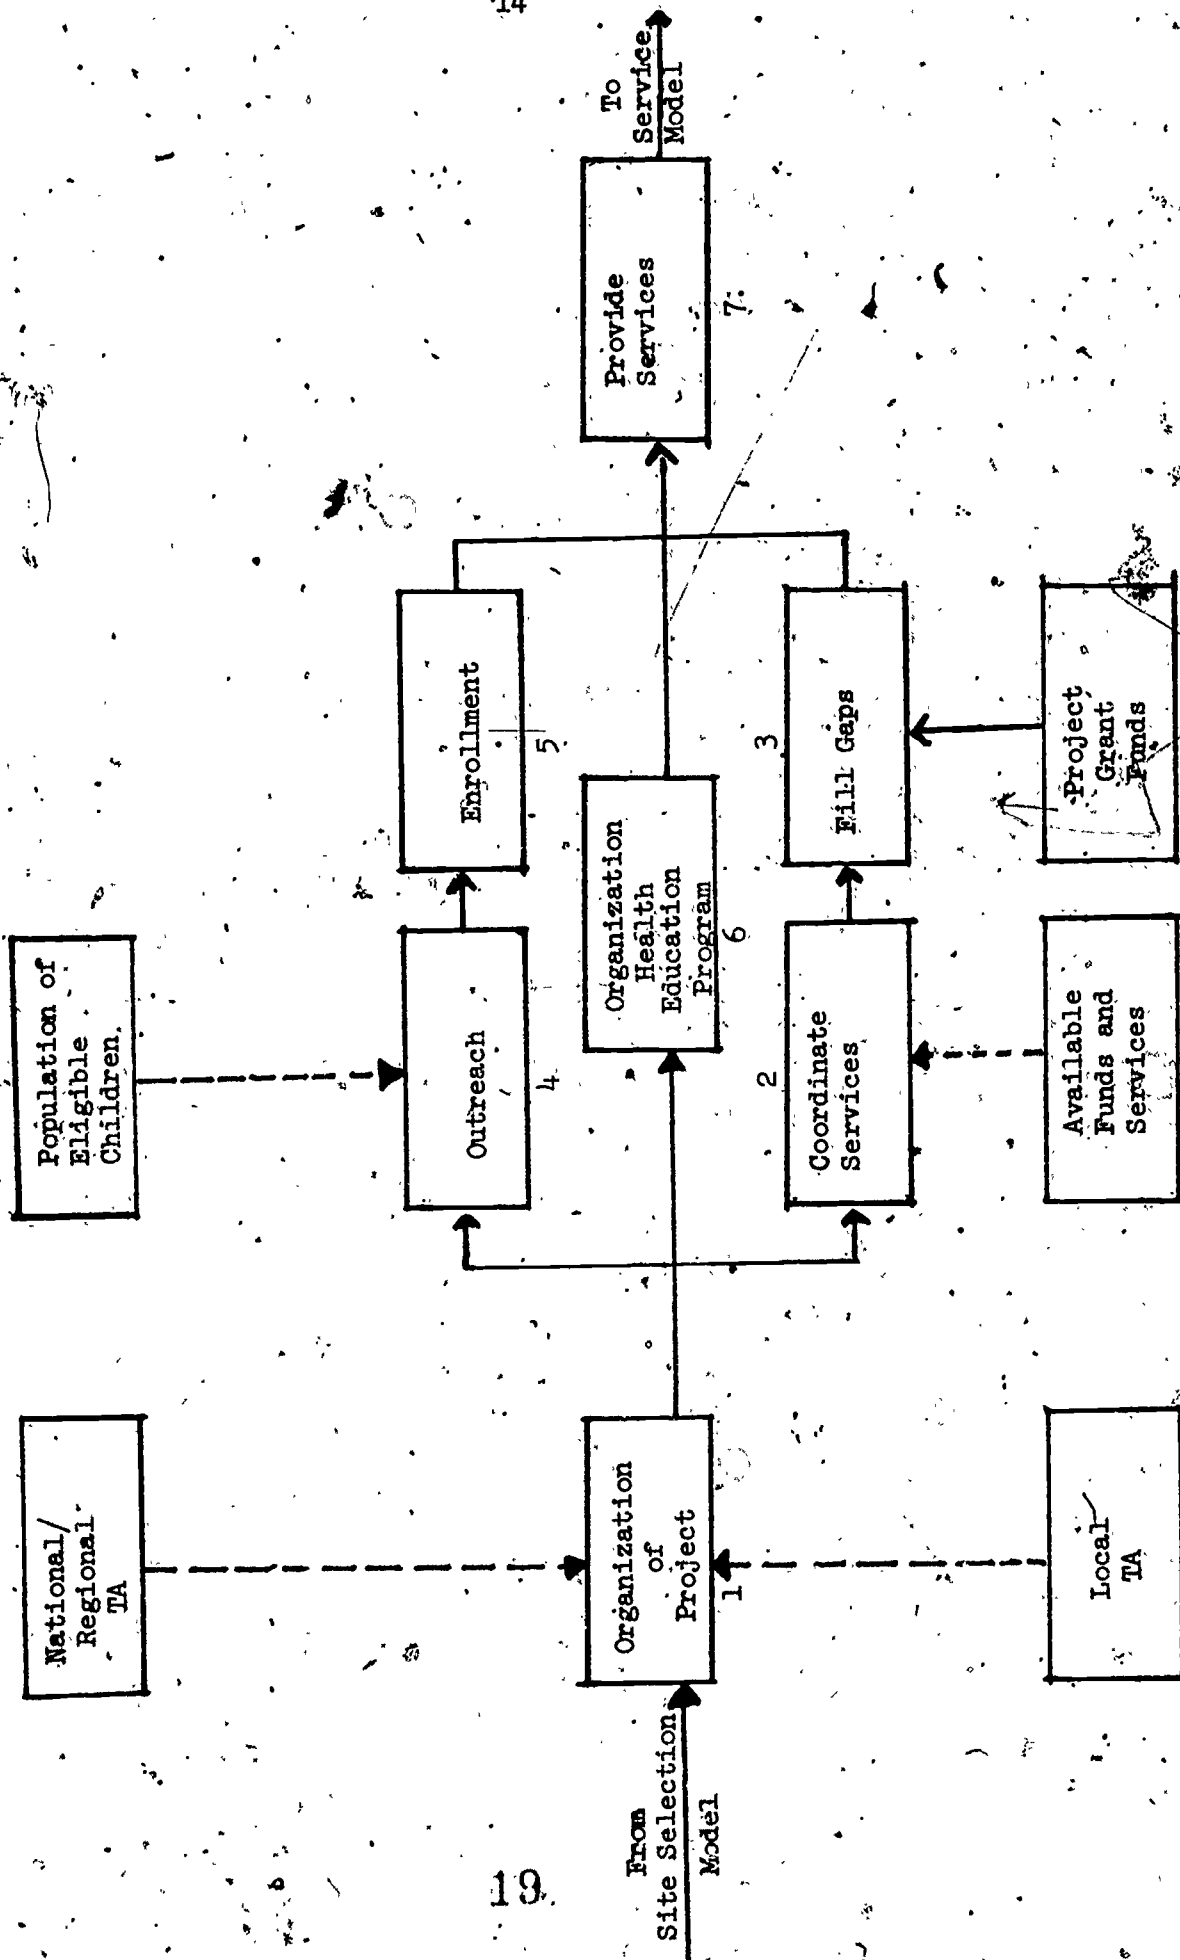 14
National/
Regional
TA
Population of
Eligible
Children.
Outreach
4
Enrollment
5
From
Site Selection
Model
Organization
of
Project
1
Organization
Health
Education
Program
6
Provide
Services
7.
To
Service
Model
2
Coordinate
Services
3
Fill Gaps
Local
TA
Available
Funds and
Services
Project
Grant
Funds
19